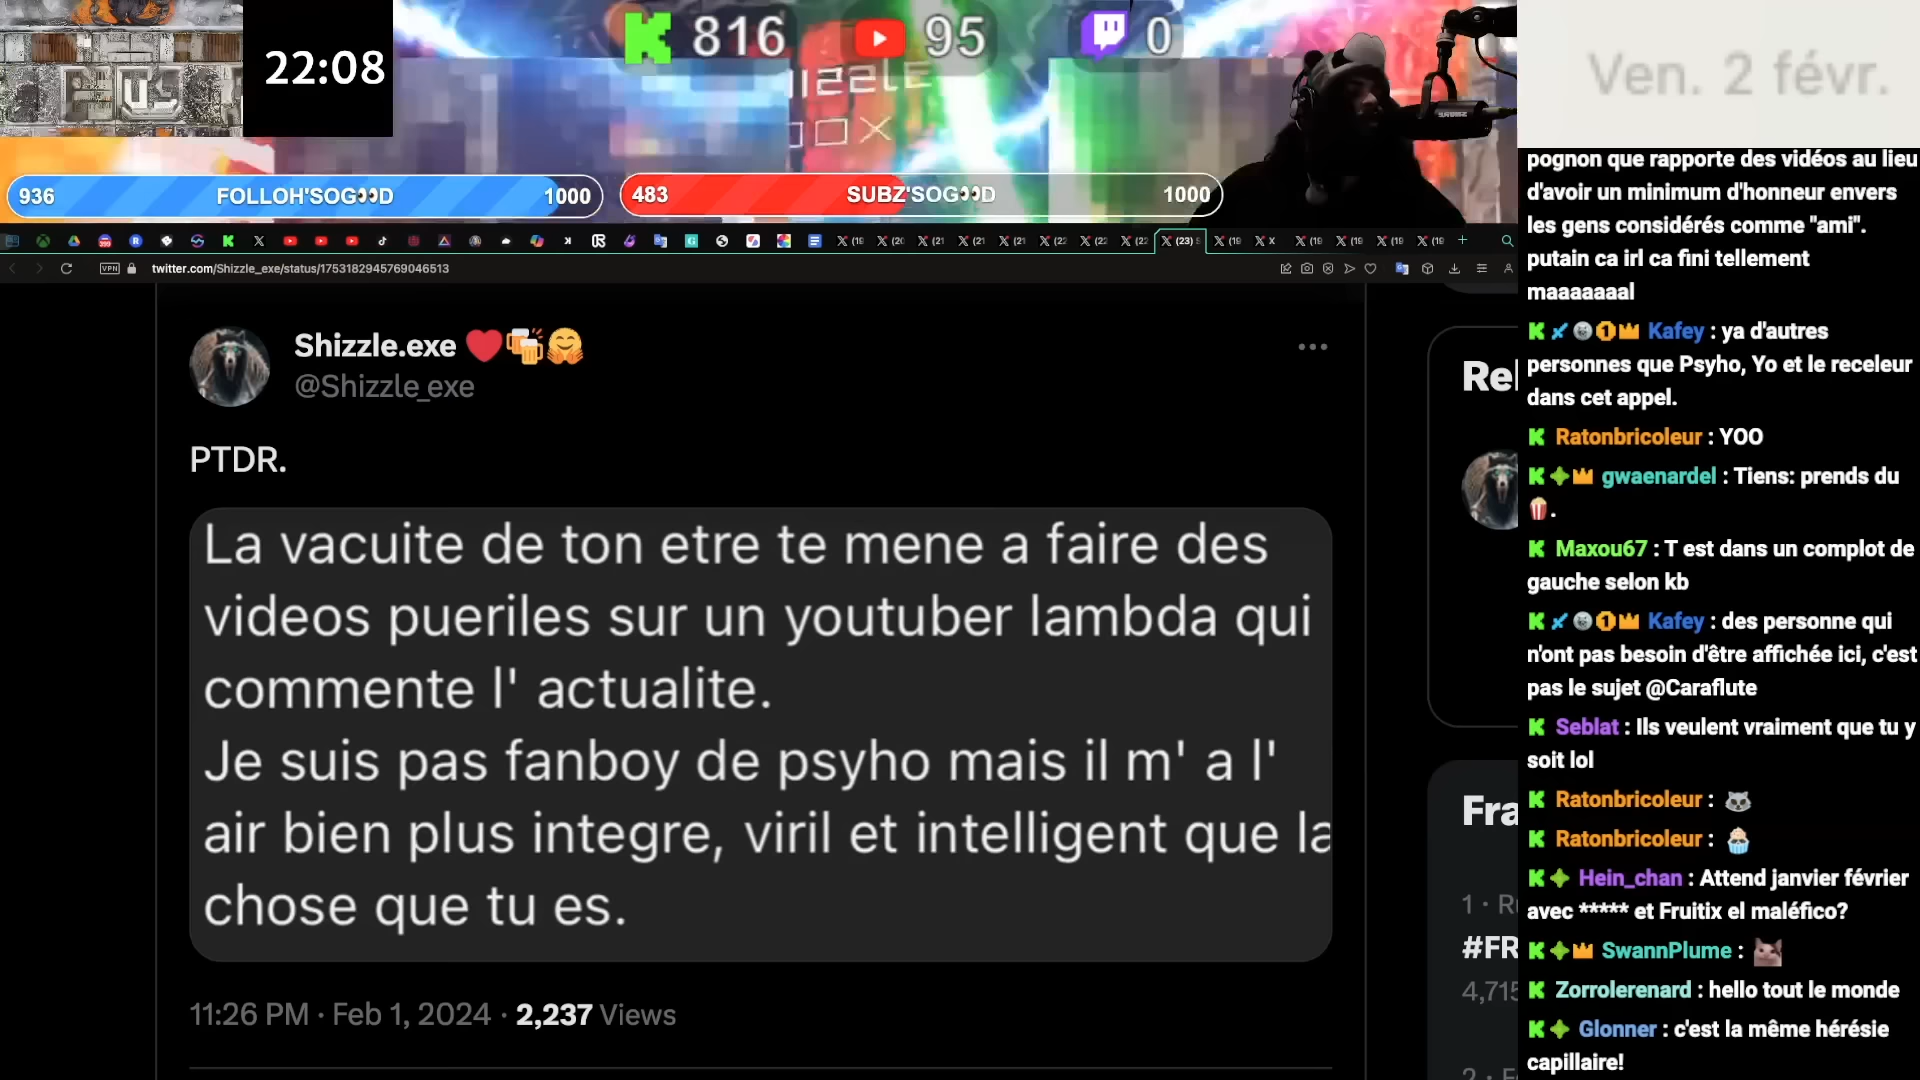 22:08
816
95
0
Ven. 2 févr.
936 FOLLOH'SOG👀D 1000
483 SUBZ'SOG👀D 1000
VPN twitter.com/Shizzle_exe/status/1753182945769046513
Shizzle.exe ❤️🍻🤗
@Shizzle_exe
PTDR.
La vacuite de ton etre te mene a faire des
videos pueriles sur un youtuber lambda qui
commente l' actualite.
Je suis pas fanboy de psyho mais il m' a l'
air bien plus integre, viril et intelligent que la
chose que tu es.
11:26 PM · Feb 1, 2024 · 2,237 Views
Rel
Fra
#FR
4,715
pognon que rapporte des vidéos au lieu
d'avoir un minimum d'honneur envers
les gens considérés comme "ami".
putain ca irl ca fini tellement
maaaaaaal
Kafey : ya d'autres
personnes que Psyho, Yo et le receleur
dans cet appel.
Ratonbricoleur : YOO
gwaenardel : Tiens: prends du
🍿.
Maxou67 : T est dans un complot de
gauche selon kb
Kafey : des personne qui
n'ont pas besoin d'être affichée ici, c'est
pas le sujet @Caraflute
Seblat : Ils veulent vraiment que tu y
soit lol
Ratonbricoleur : 🦝
Ratonbricoleur : 🧁
Hein_chan : Attend janvier février
avec ***** et Fruitix el maléfico?
SwannPlume :
Zorrolerenard : hello tout le monde
Glonner : c'est la même hérésie
capillaire!